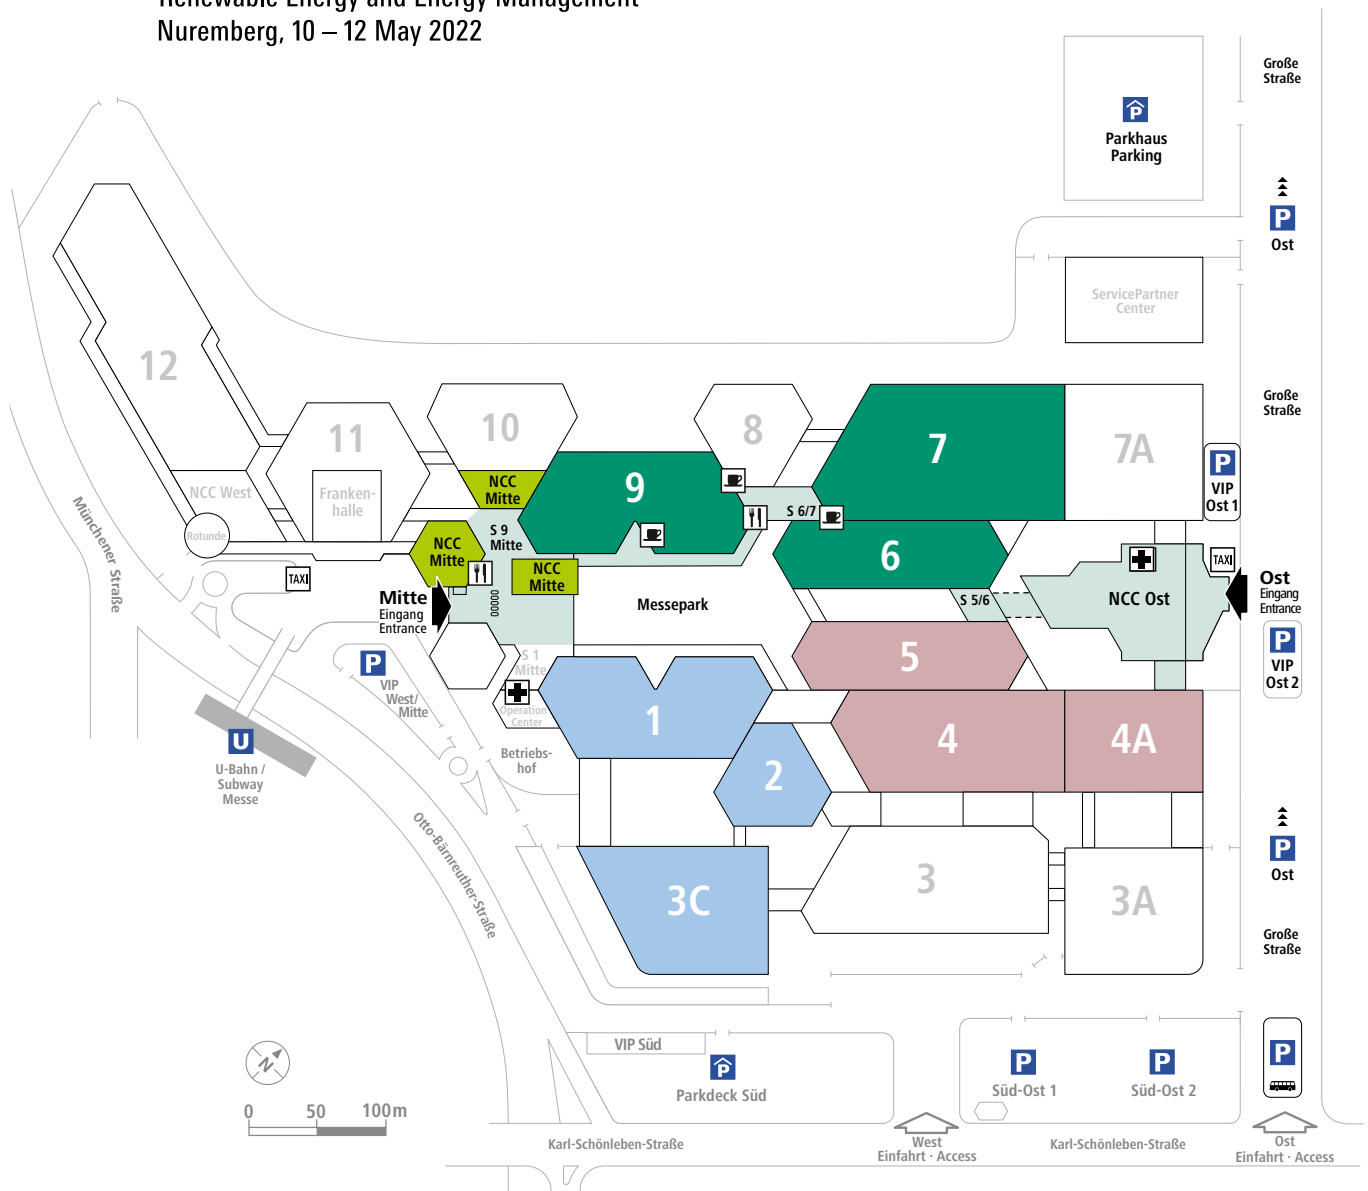 Renewable Energy and Energy Management
Nuremberg, 10 – 12 May 2022
Große
Straße
P
Parkhaus
Parking
P
Ost
ServicePartner
Center
12
11
10
8
7
7A
Große
Straße
NCC West
Franken-
halle
NCC
Mitte
9
S 6/7
P
VIP
Ost 1
Rotunde
NCC
Mitte
S 9
Mitte
6
TAXI
NCC
Mitte
TAXI
Mitte
Eingang
Entrance
Messepark
S 5/6
NCC Ost
Ost
Eingang
Entrance
Münchener Straße
P
VIP
West/
Mitte
S 1
Mitte
5
P
VIP
Ost 2
Operation
Center
1
4
4A
U
U-Bahn /
Subway
Messe
Betriebs-
hof
2
Otto-Bärnreuther-Straße
P
Ost
3C
3
3A
Große
Straße
N
0 50 100m
VIP Süd
P
Parkdeck Süd
P
Süd-Ost 1
P
Süd-Ost 2
P
Karl-Schönleben-Straße
West
Einfahrt · Access
Karl-Schönleben-Straße
Ost
Einfahrt · Access